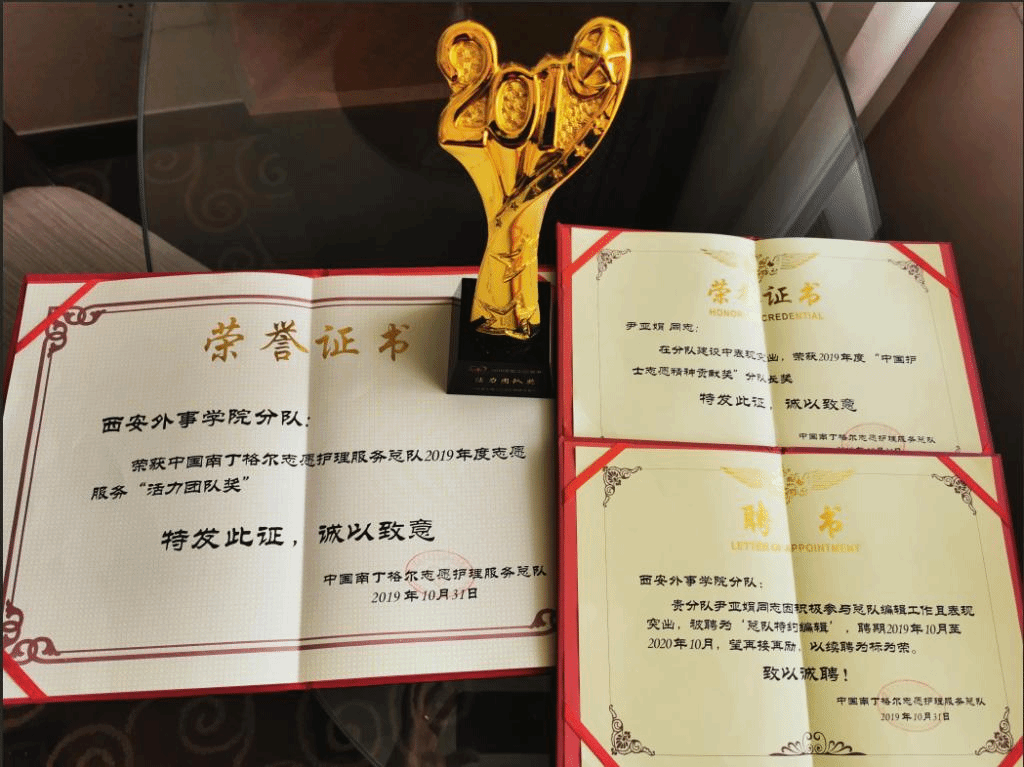 201
活力团队奖
荣誉证书
西安外事学院分队：
荣获中国南丁格尔志愿护理服务总队2019年度志愿
服务“活力团队奖”
特发此证，诚以致意
中国南丁格尔志愿护理服务总队
2019年10月31日
荣誉证书
HONOR CREDENTIAL
尹亚娟 同志：
在分队建设中表现突出，荣获2019年度“中国护
士志愿精神贡献奖”分队长奖
特发此证，诚以致意
中国南丁格尔志愿护理服务总队
聘书
LETTER OF APPOINTMENT
西安外事学院分队：
贵分队尹亚娟同志因积极参与总队编辑工作且表现
突出，被聘为‘总队特约编辑’，聘期2019年10月至
2020年10月，望再接再励，以续聘为标为荣。
致以诚聘！
中国南丁格尔志愿护理服务总队
2019年10月31日